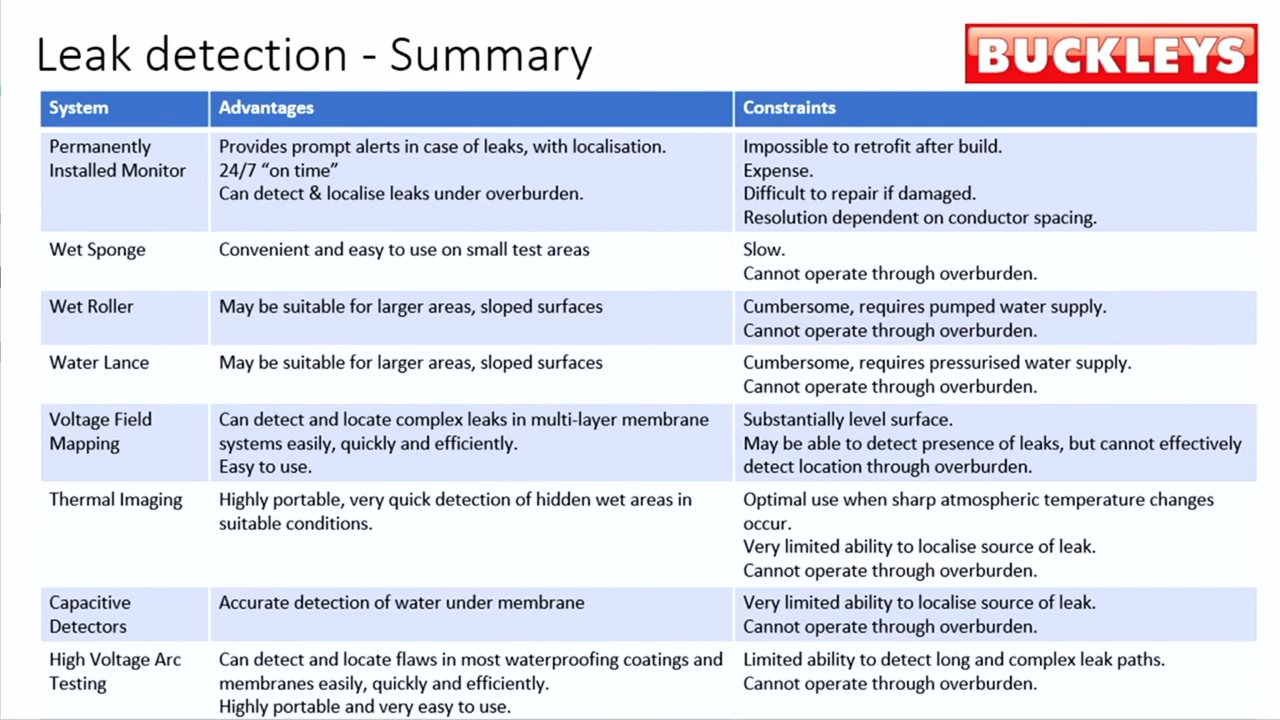 Leak detection - Summary
BUCKLEYS
System
Advantages
Constraints
Permanently
Installed Monitor
Provides prompt alerts in case of leaks, with localisation.
24/7 “on time”
Can detect & localise leaks under overburden.
Impossible to retrofit after build.
Expense.
Difficult to repair if damaged.
Resolution dependent on conductor spacing.
Wet Sponge
Convenient and easy to use on small test areas
Slow.
Cannot operate through overburden.
Wet Roller
May be suitable for larger areas, sloped surfaces
Cumbersome, requires pumped water supply.
Cannot operate through overburden.
Water Lance
May be suitable for larger areas, sloped surfaces
Cumbersome, requires pressurised water supply.
Cannot operate through overburden.
Voltage Field
Mapping
Can detect and locate complex leaks in multi-layer membrane
systems easily, quickly and efficiently.
Easy to use.
Substantially level surface.
May be able to detect presence of leaks, but cannot effectively
detect location through overburden.
Thermal Imaging
Highly portable, very quick detection of hidden wet areas in
suitable conditions.
Optimal use when sharp atmospheric temperature changes
occur.
Very limited ability to localise source of leak.
Cannot operate through overburden.
Capacitive
Detectors
Accurate detection of water under membrane
Very limited ability to localise source of leak.
Cannot operate through overburden.
High Voltage Arc
Testing
Can detect and locate flaws in most waterproofing coatings and
membranes easily, quickly and efficiently.
Highly portable and very easy to use.
Limited ability to detect long and complex leak paths.
Cannot operate through overburden.